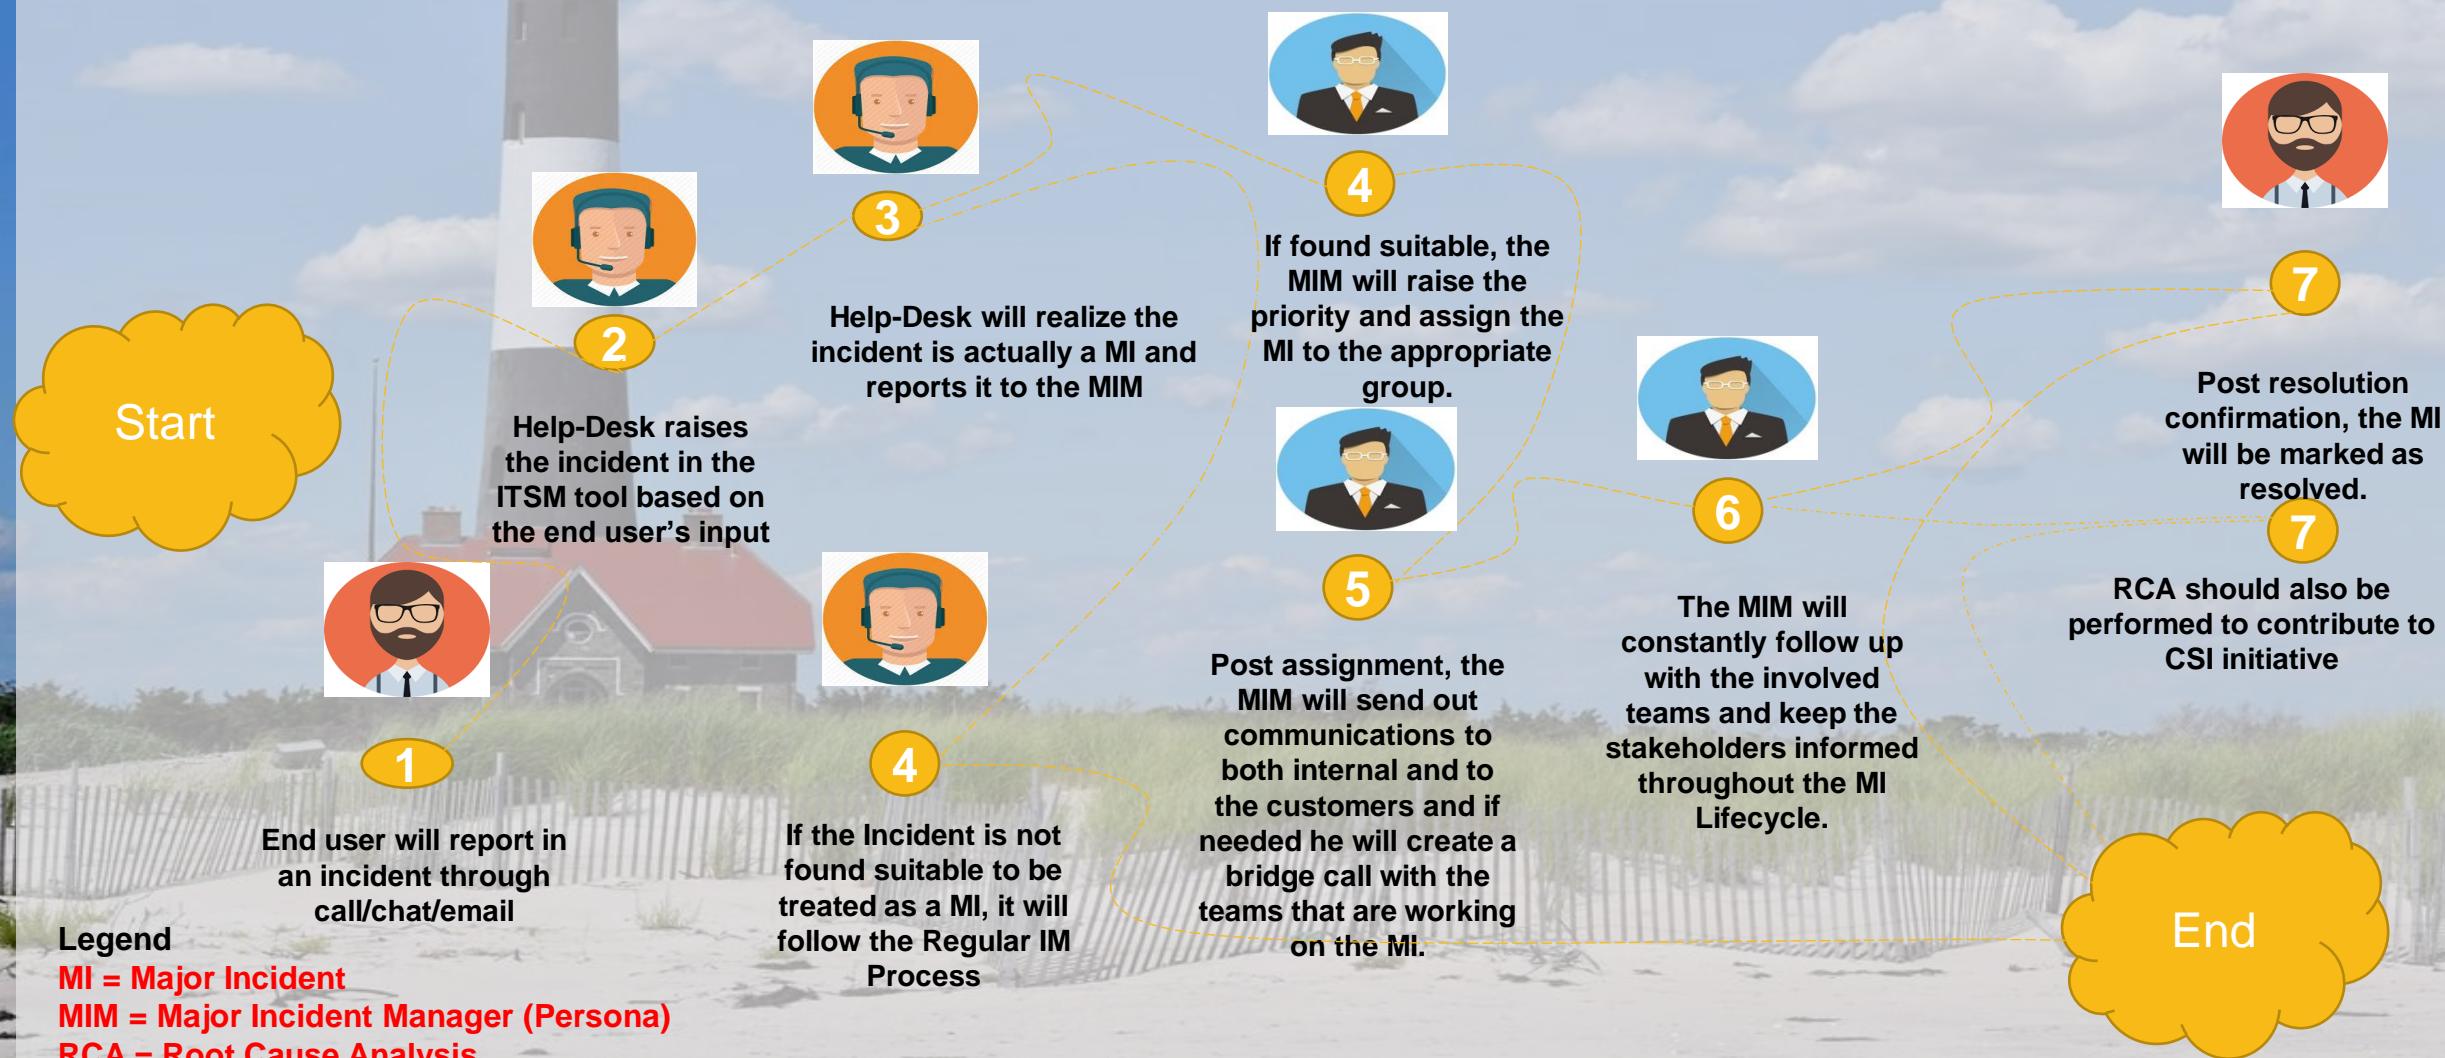 Start
1
End user will report in
an incident through
call/chat/email
2
Help-Desk raises
the incident in the
ITSM tool based on
the end user’s input
3
Help-Desk will realize the
incident is actually a MI and
reports it to the MIM
4
If found suitable, the
MIM will raise the
priority and assign the
MI to the appropriate
group.
4
If the Incident is not
found suitable to be
treated as a MI, it will
follow the Regular IM
Process
5
Post assignment, the
MIM will send out
communications to
both internal and to
the customers and if
needed he will create a
bridge call with the
teams that are working
on the MI.
6
The MIM will
constantly follow up
with the involved
teams and keep the
stakeholders informed
throughout the MI
Lifecycle.
7
Post resolution
confirmation, the MI
will be marked as
resolved.
7
RCA should also be
performed to contribute to
CSI initiative
End
Legend
MI = Major Incident
MIM = Major Incident Manager (Persona)
RCA = Root Cause Analysis